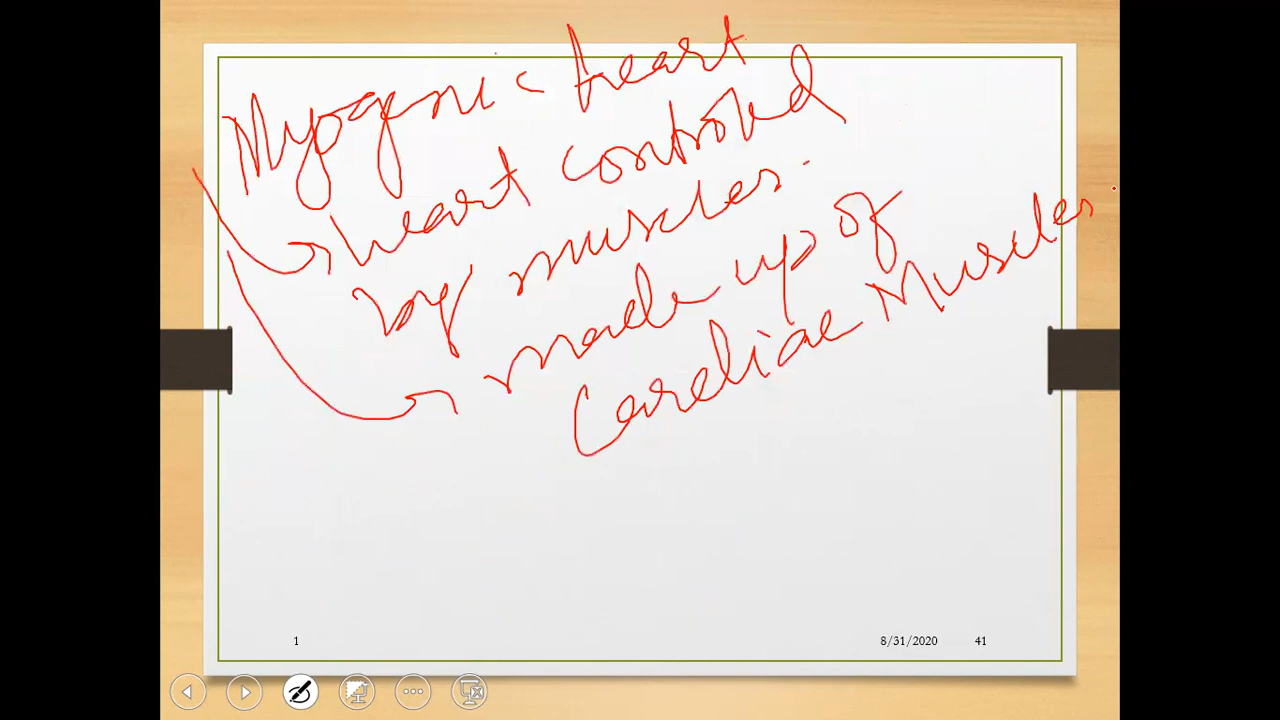 Myogenic heart
heart controlled
by muscles.
made up of
Cardiac Muscles.
1
8/31/2020
41